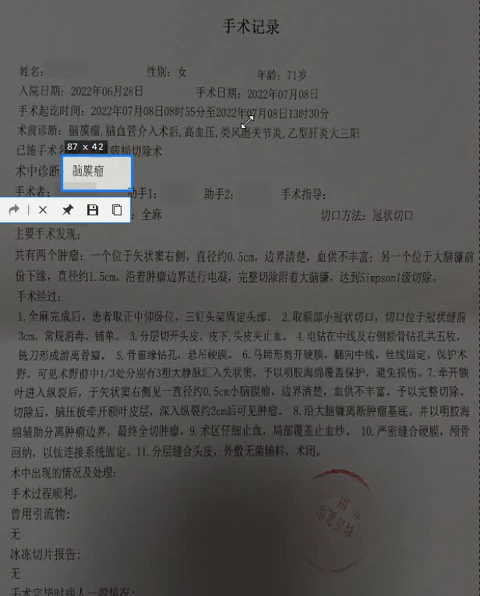 手术记录
姓名: 性别: 女 年龄: 71岁
入院日期: 2022年06月28日 手术日期: 2022年07月08日
手术起讫时间: 2022年07月08日08时55分至2022年07月08日13时30分
术前诊断: 脑膜瘤,脑血管介入术后,高血压,类风湿关节炎,乙型肝炎大三阳
已施手术名 病损切除术
87 x 42
术中诊断 脑膜瘤
手术者: 助手1: 助手2: 手术指导:
: 全麻 切口方法: 冠状切口
主要手术发现:
共有两个肿瘤: 一个位于矢状窦右侧, 直径约0.5cm, 边界清楚, 血供不丰富; 另一个位于大脑镰前
份下缘, 直径约1.5cm。沿着肿瘤边界进行电凝, 完整切除附着大脑镰, 达到Simpson1级切除。
手术经过:
1.全麻完成后, 患者取正中仰卧位, 三钉头架固定头部。 2.取额部小冠状切口, 切口位于冠状缝前
3cm, 常规消毒、铺单。 3.分层切开头皮、皮下, 头皮夹止血。 4.电钻在中线及右侧额骨钻孔共五枚,
铣刀形成游离骨瓣。 5.骨窗缘钻孔, 悬吊硬膜。 6.马蹄形剪开硬膜, 翻向中线, 丝线固定, 保护术
野。可见术野前中1/3处分别有3根大静脉汇入矢状窦, 予以明胶海绵覆盖保护, 避免损伤。 7.牵开额
叶进入纵裂后, 于矢状窦右侧见一直径约0.5cm小脑膜瘤, 边界清楚, 血供不丰富, 予以完整切除。
切除后, 脑压板牵开额叶皮层, 深入纵裂约2cm后可见肿瘤。 8.沿大脑镰离断肿瘤基底, 并以明胶海
绵辅助分离肿瘤边界, 最终全切肿瘤。 9.术区仔细止血, 局部覆盖止血纱。 10.严密缝合硬膜, 颅骨
回纳, 以钛连接系统固定。 11.分层缝合头皮, 外敷无菌辅料, 术闭。
术中出现的情况及处理:
手术过程顺利。
曾用引流物:
无
冰冻切片报告:
无
手术完毕时病人一般情况: